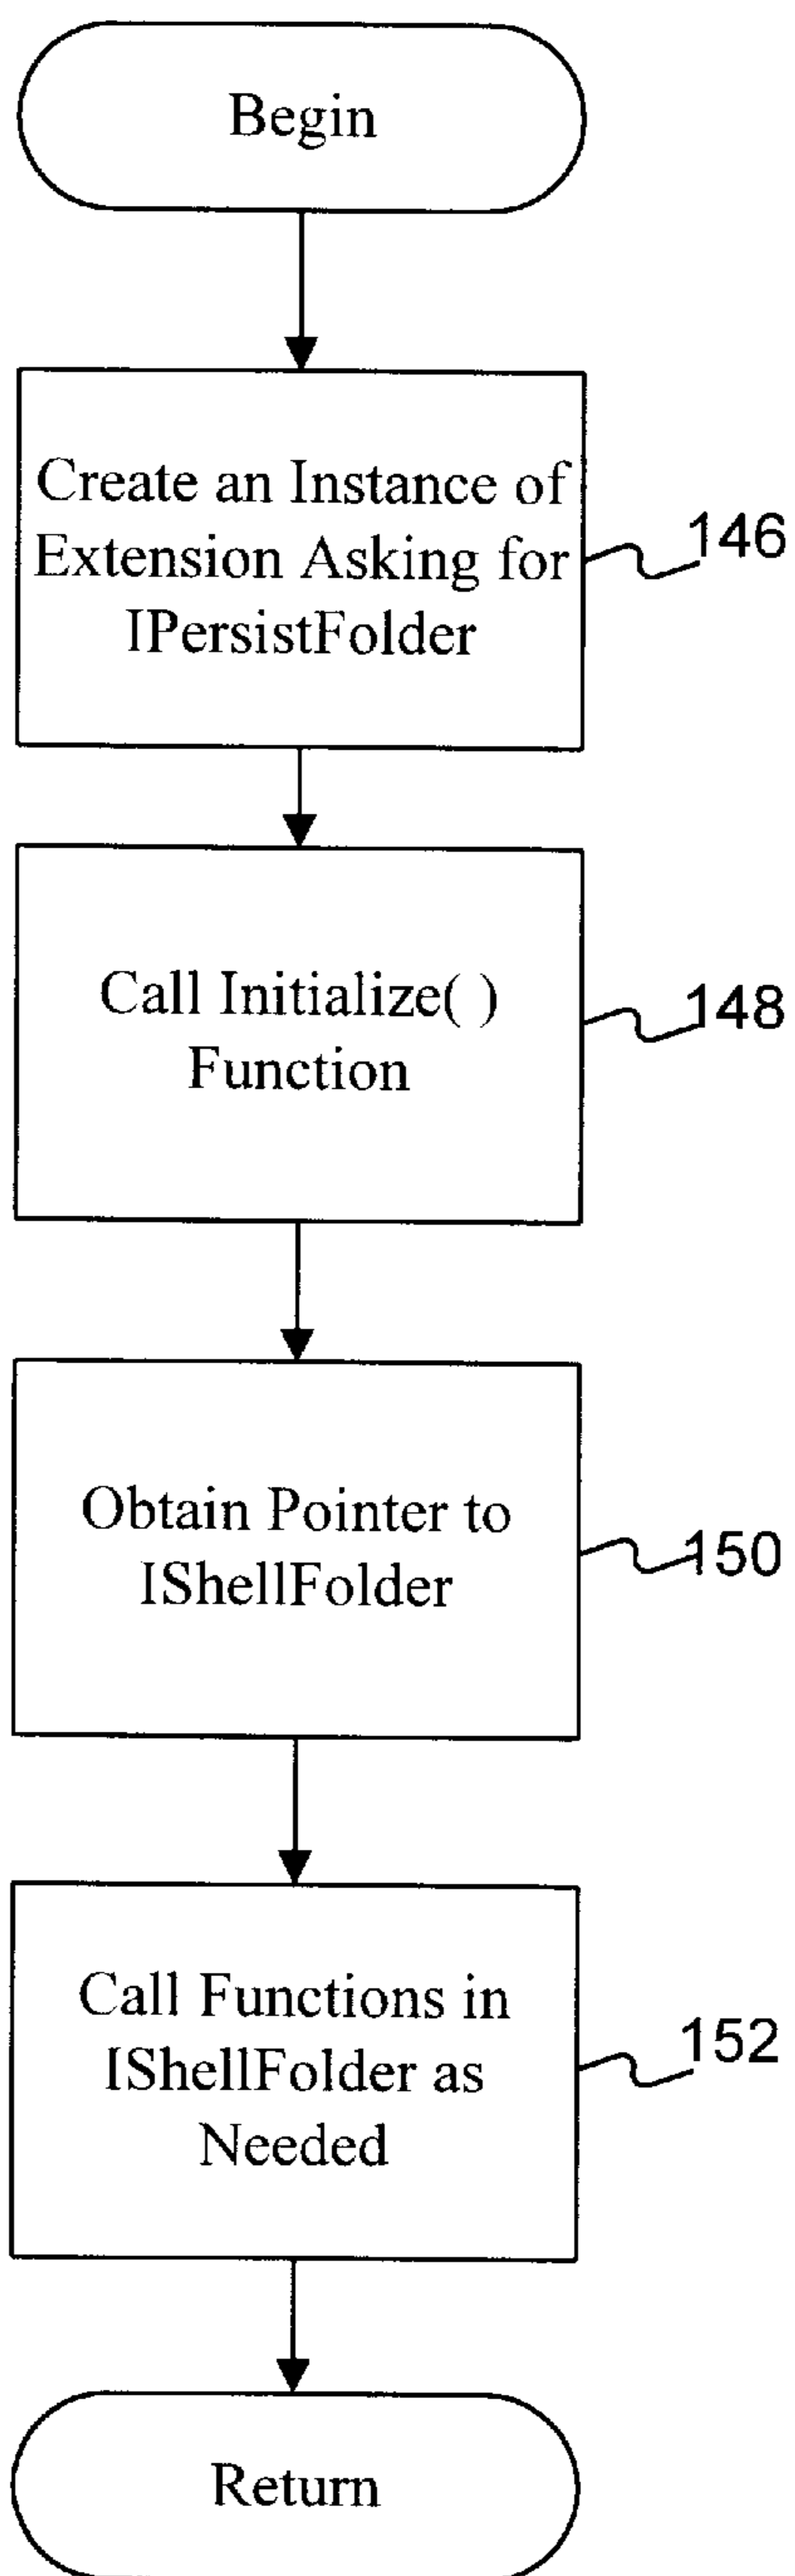 Begin
Create an Instance of
Extension Asking for
IPersistFolder
146
Call Initialize( )
Function
148
Obtain Pointer to
IShellFolder
150
Call Functions in
IShellFolder as
Needed
152
Return